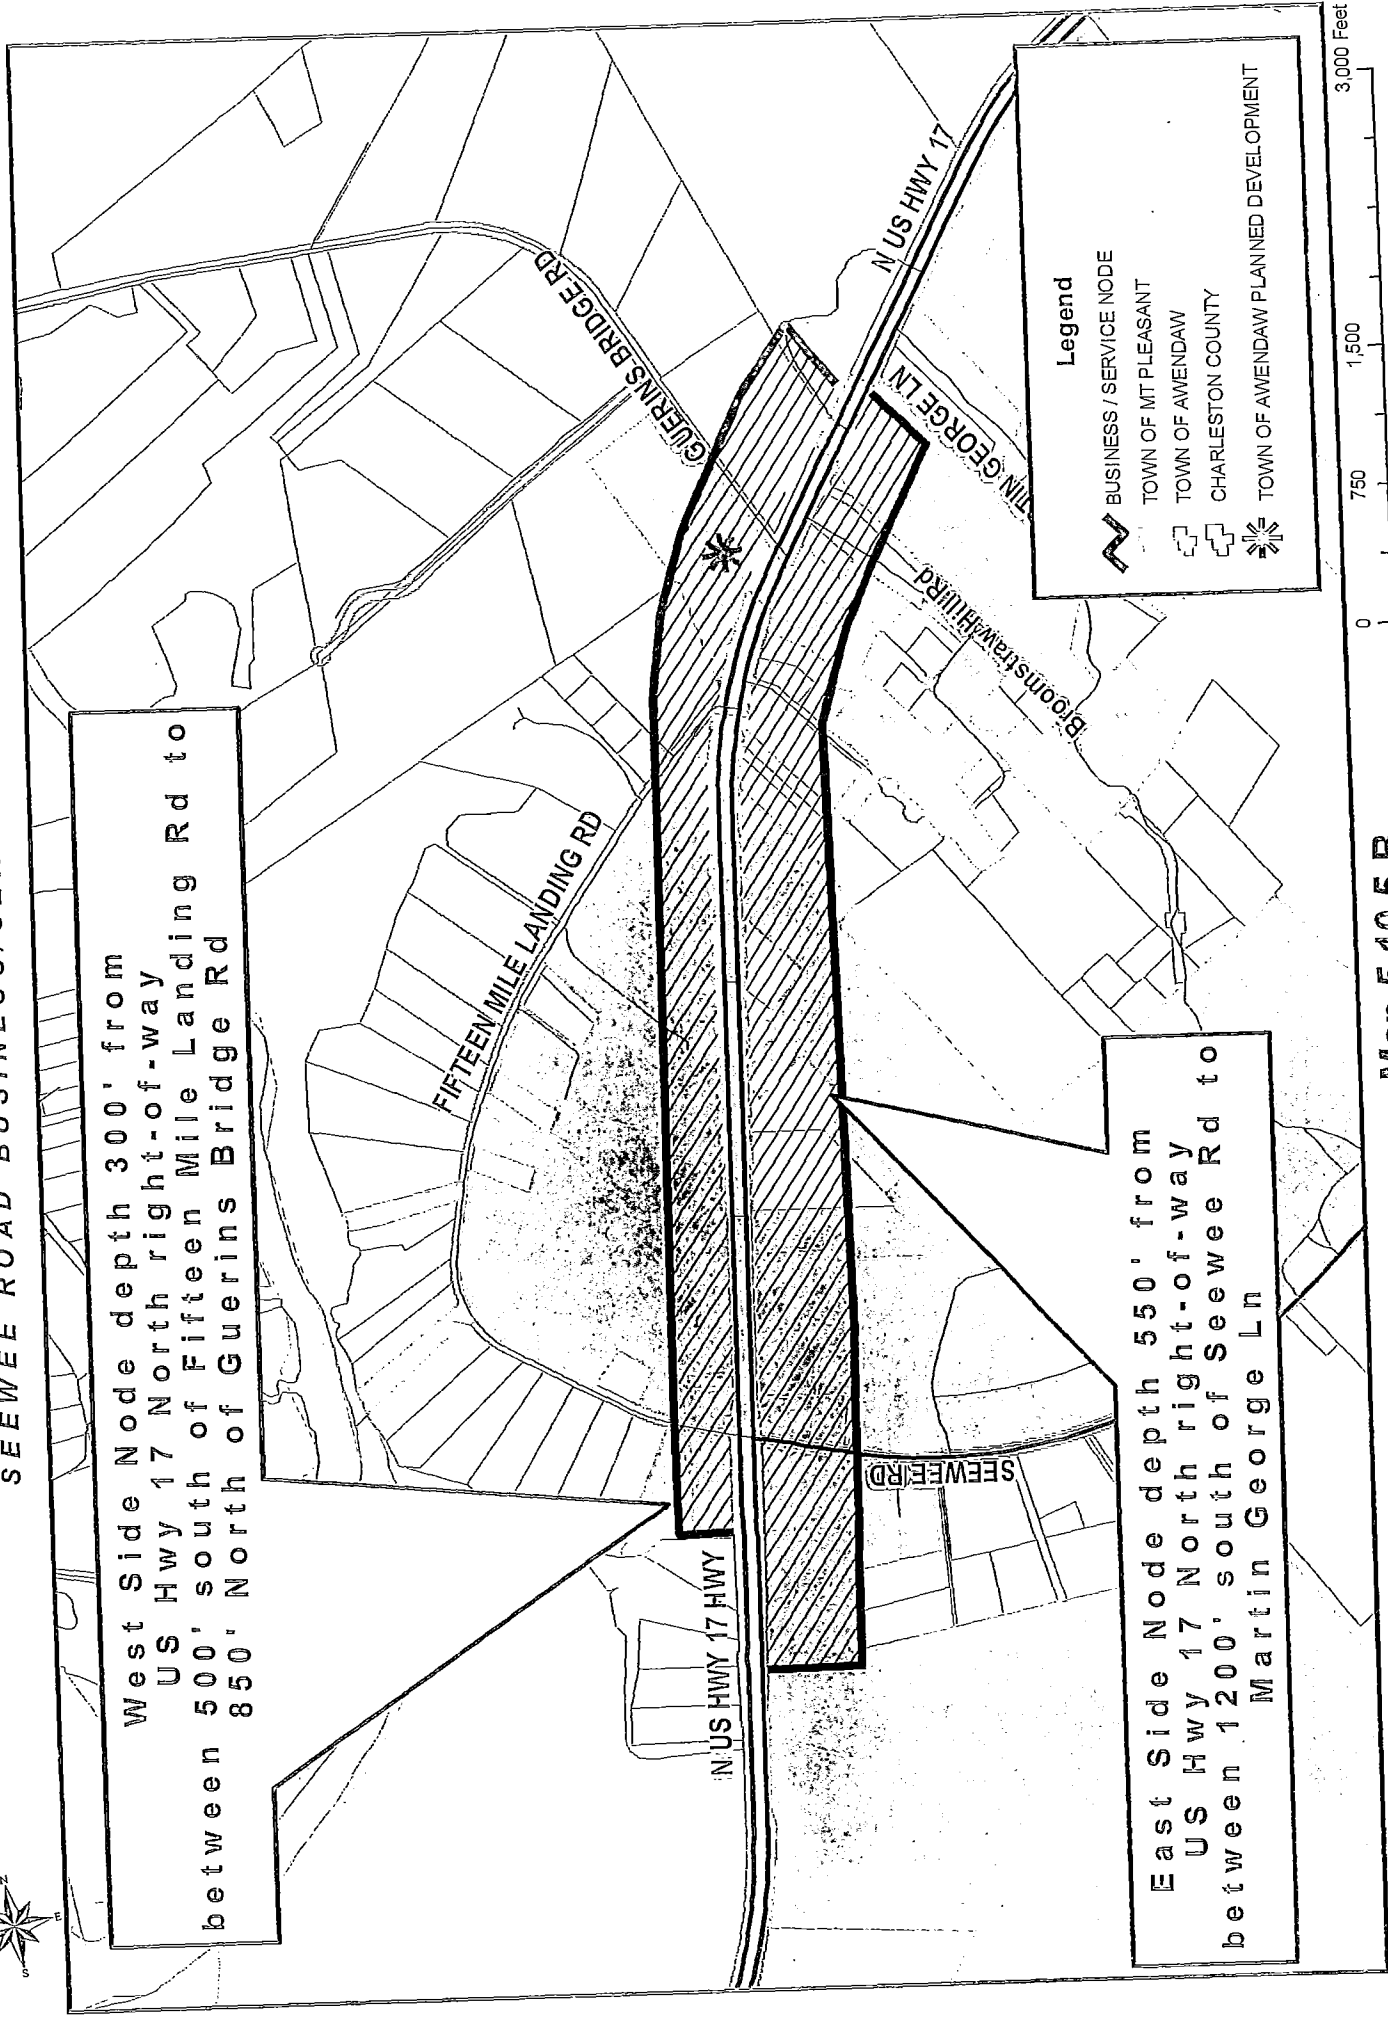 West Side Node depth 300' from
US Hwy 17 North right-of-way
between 500' south of Fifteen Mile Landing Rd to
850' North of Guerins Bridge Rd
N
E
S
GUERINS BRIDGE RD
FIFTEEN MILE LANDING RD
N US HWY 17
N US HWY 17 HWY
SEEWEE RD
Broomstraw Hill Rd
GEORGE LN
East Side Node depth 550' from
US Hwy 17 North right-of-way
between 1200' south of Seewee Rd to
Martin George Ln
Legend
BUSINESS / SERVICE NODE
TOWN OF MT PLEASANT
TOWN OF AWENDAW
CHARLESTON COUNTY
TOWN OF AWENDAW PLANNED DEVELOPMENT
0 750 1,500 3,000 Feet